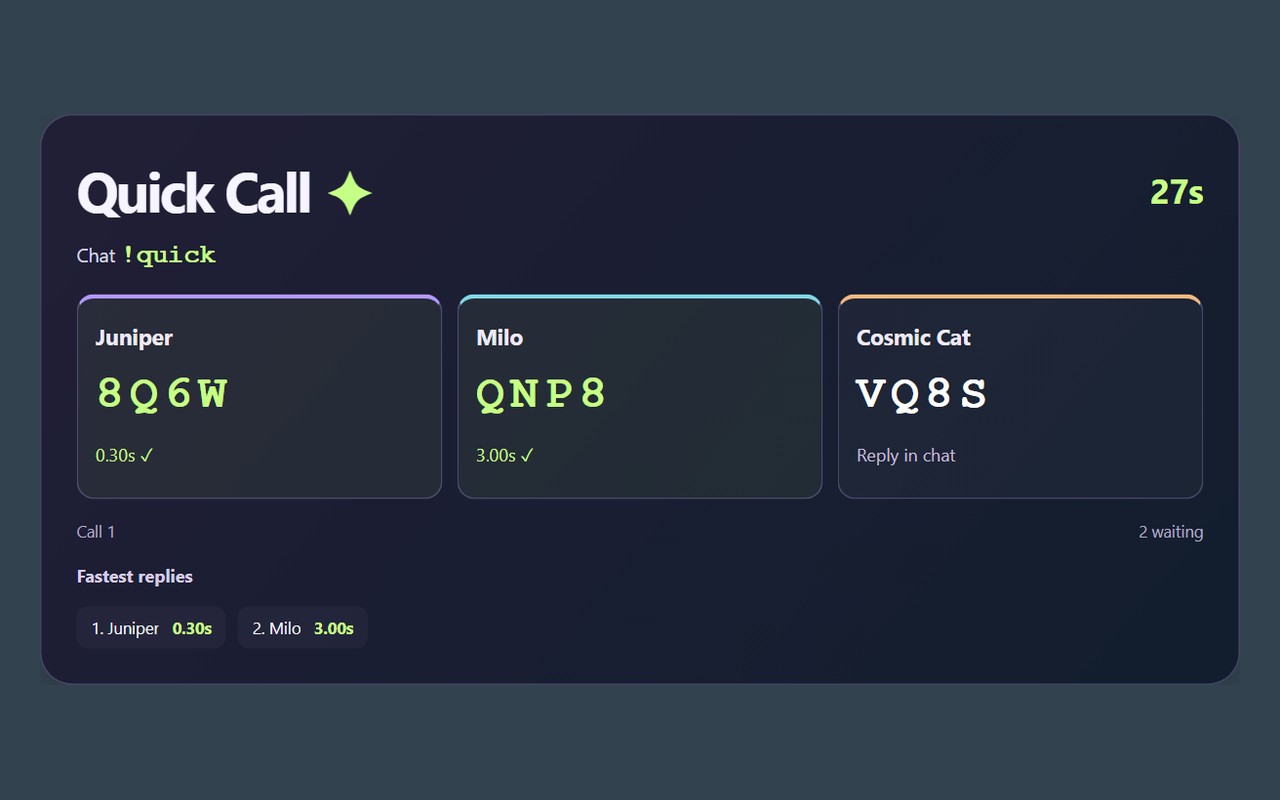 Quick Call ✦
27s
Chat !quick
Juniper
8Q6W
0.30s ✓
Milo
QNP8
3.00s ✓
Cosmic Cat
VQ8S
Reply in chat
Call 1
2 waiting
Fastest replies
1. Juniper 0.30s
2. Milo 3.00s